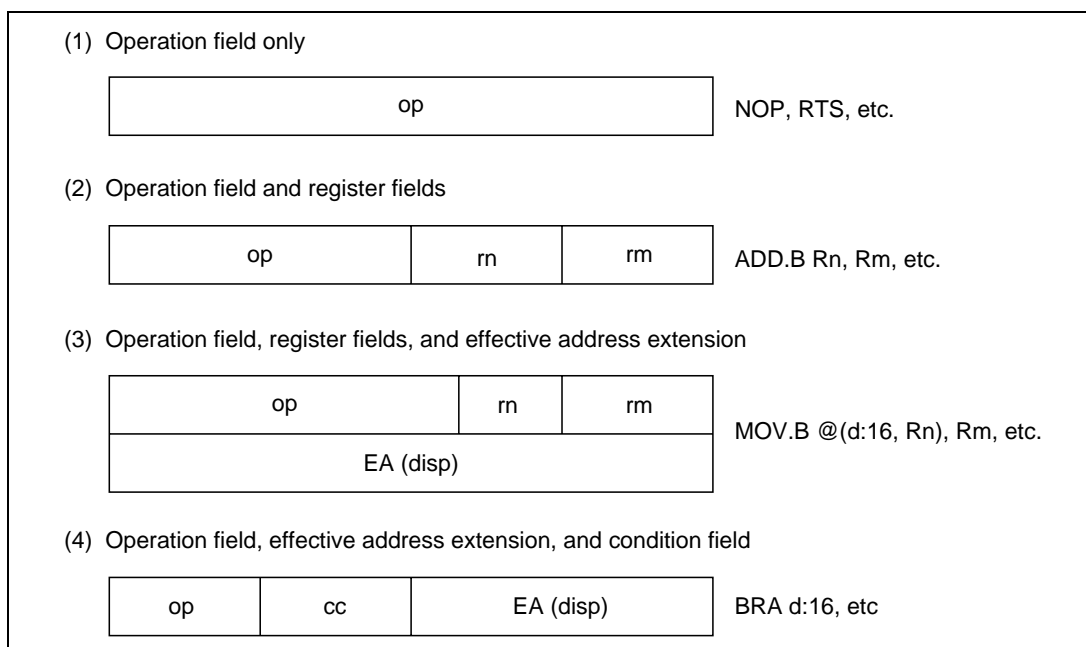 (1) Operation field only
op
NOP, RTS, etc.
(2) Operation field and register fields
op rn rm
ADD.B Rn, Rm, etc.
(3) Operation field, register fields, and effective address extension
op rn rm
MOV.B @(d:16, Rn), Rm, etc.
EA (disp)
(4) Operation field, effective address extension, and condition field
op cc EA (disp)
BRA d:16, etc